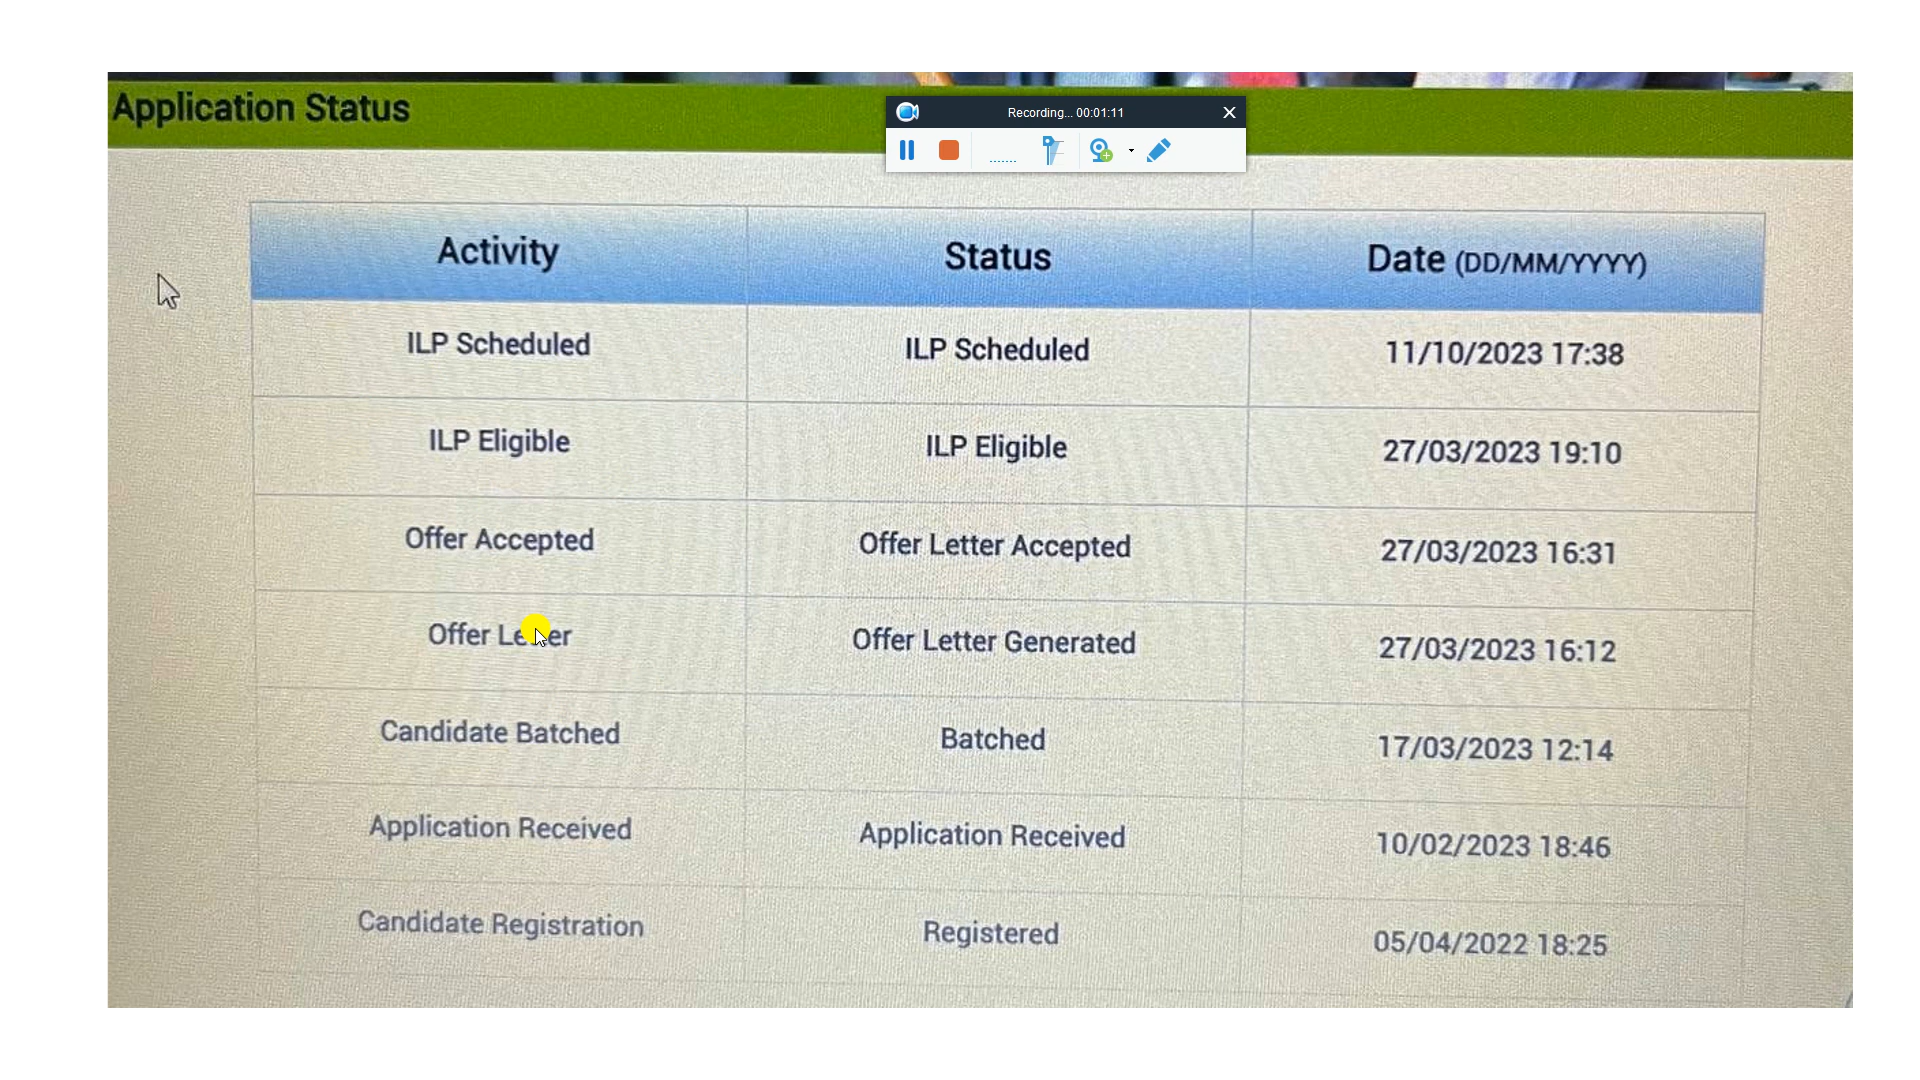 Application Status
Recording... 00:01:11
Activity Status Date (DD/MM/YYYY)
ILP Scheduled ILP Scheduled 11/10/2023 17:38
ILP Eligible ILP Eligible 27/03/2023 19:10
Offer Accepted Offer Letter Accepted 27/03/2023 16:31
Offer Letter Offer Letter Generated 27/03/2023 16:12
Candidate Batched Batched 17/03/2023 12:14
Application Received Application Received 10/02/2023 18:46
Candidate Registration Registered 05/04/2022 18:25